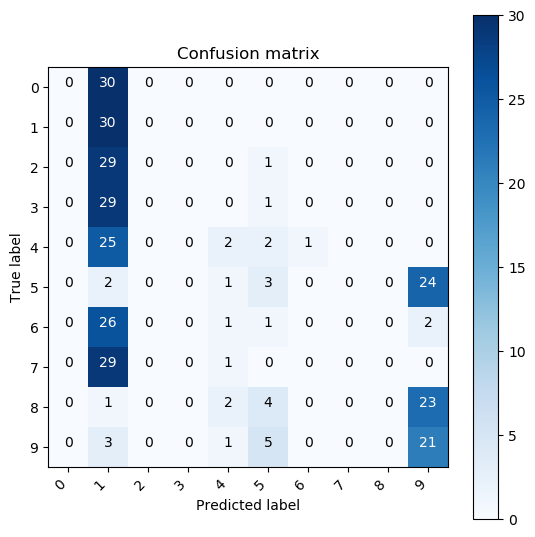 Confusion matrix
0 0 30 0 0 0 0 0 0 0 0
1 0 30 0 0 0 0 0 0 0 0
2 0 29 0 0 0 1 0 0 0 0
3 0 29 0 0 0 1 0 0 0 0
4 0 25 0 0 2 2 1 0 0 0
5 0 2 0 0 1 3 0 0 0 24
6 0 26 0 0 1 1 0 0 0 2
7 0 29 0 0 1 0 0 0 0 0
8 0 1 0 0 2 4 0 0 0 23
9 0 3 0 0 1 5 0 0 0 21
0 1 2 3 4 5 6 7 8 9
True label
Predicted label
30
25
20
15
10
5
0